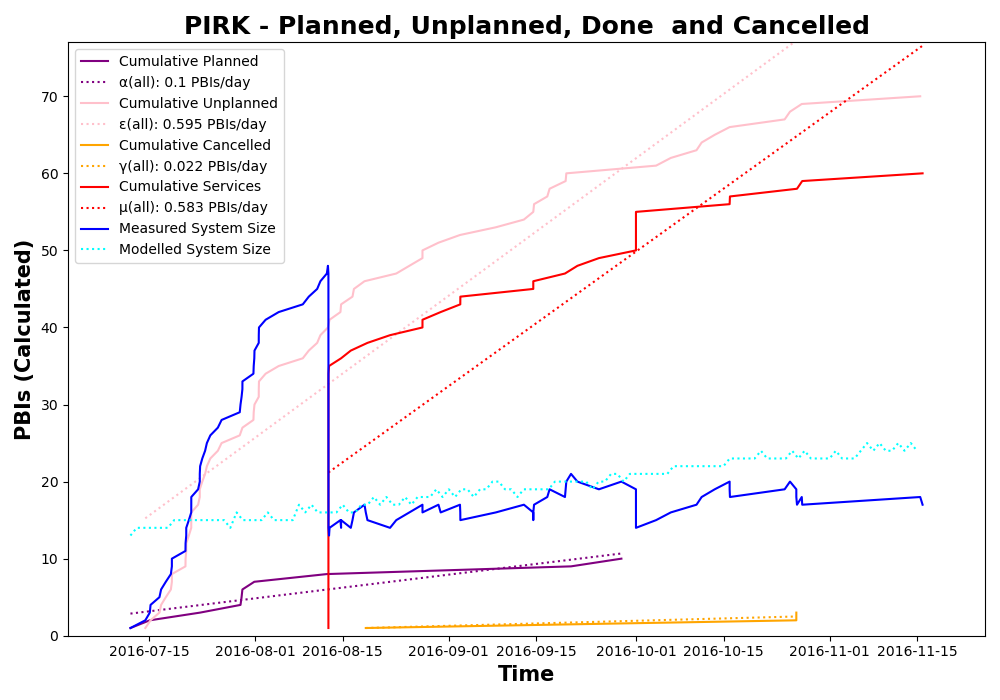 PIRK - Planned, Unplanned, Done  and Cancelled
Cumulative Planned
α(all): 0.1 PBIs/day
Cumulative Unplanned
ε(all): 0.595 PBIs/day
Cumulative Cancelled
γ(all): 0.022 PBIs/day
Cumulative Services
μ(all): 0.583 PBIs/day
Measured System Size
Modelled System Size
PBIs (Calculated)
70
60
50
40
30
20
10
0
2016-07-15 2016-08-01 2016-08-15 2016-09-01 2016-09-15 2016-10-01 2016-10-15 2016-11-01 2016-11-15
Time